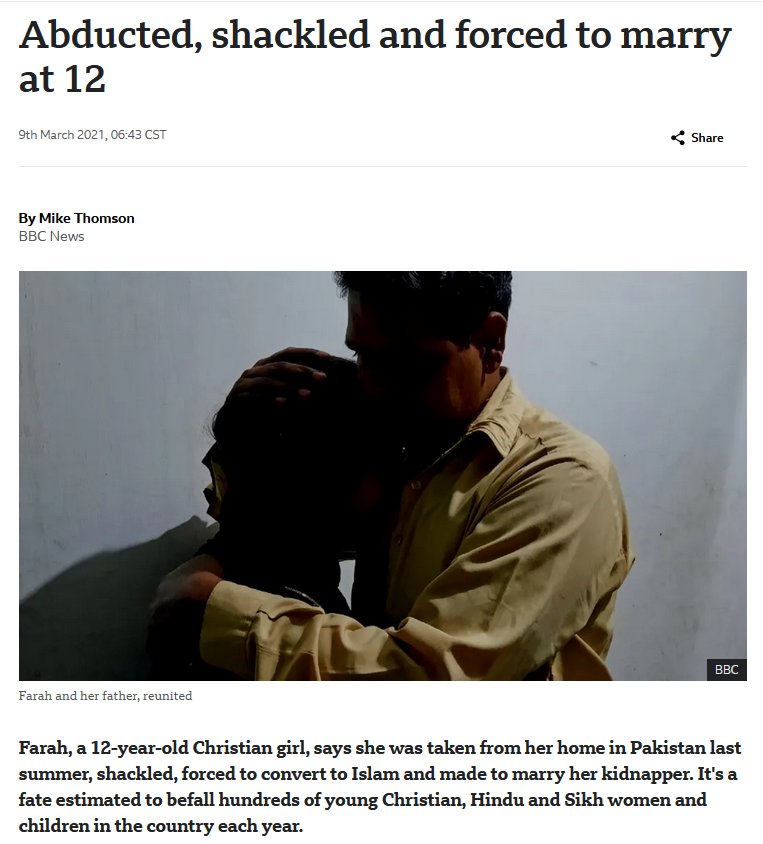 Abducted, shackled and forced to marry
at 12
9th March 2021, 06:43 CST
Share
By Mike Thomson
BBC News
BBC
Farah and her father, reunited
Farah, a 12-year-old Christian girl, says she was taken from her home in Pakistan last
summer, shackled, forced to convert to Islam and made to marry her kidnapper. It's a
fate estimated to befall hundreds of young Christian, Hindu and Sikh women and
children in the country each year.